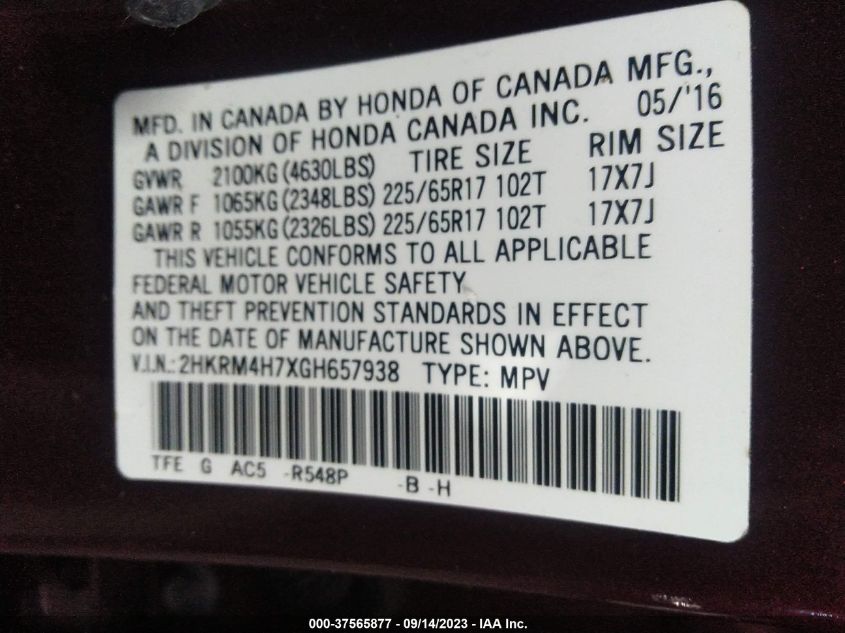 MFD. IN CANADA BY HONDA OF CANADA MFG.,
A DIVISION OF HONDA CANADA INC. 05/'16
GVWR 2100KG (4630LBS) TIRE SIZE RIM SIZE
GAWR F 1065KG (2348LBS) 225/65R17 102T 17X7J
GAWR R 1055KG (2326LBS) 225/65R17 102T 17X7J
THIS VEHICLE CONFORMS TO ALL APPLICABLE
FEDERAL MOTOR VEHICLE SAFETY
AND THEFT PREVENTION STANDARDS IN EFFECT
ON THE DATE OF MANUFACTURE SHOWN ABOVE.
V.I.N.: 2HKRM4H7XGH657938 TYPE: MPV
TFE G AC5 -R548P -B -H
000-37565877 - 09/14/2023 - IAA Inc.